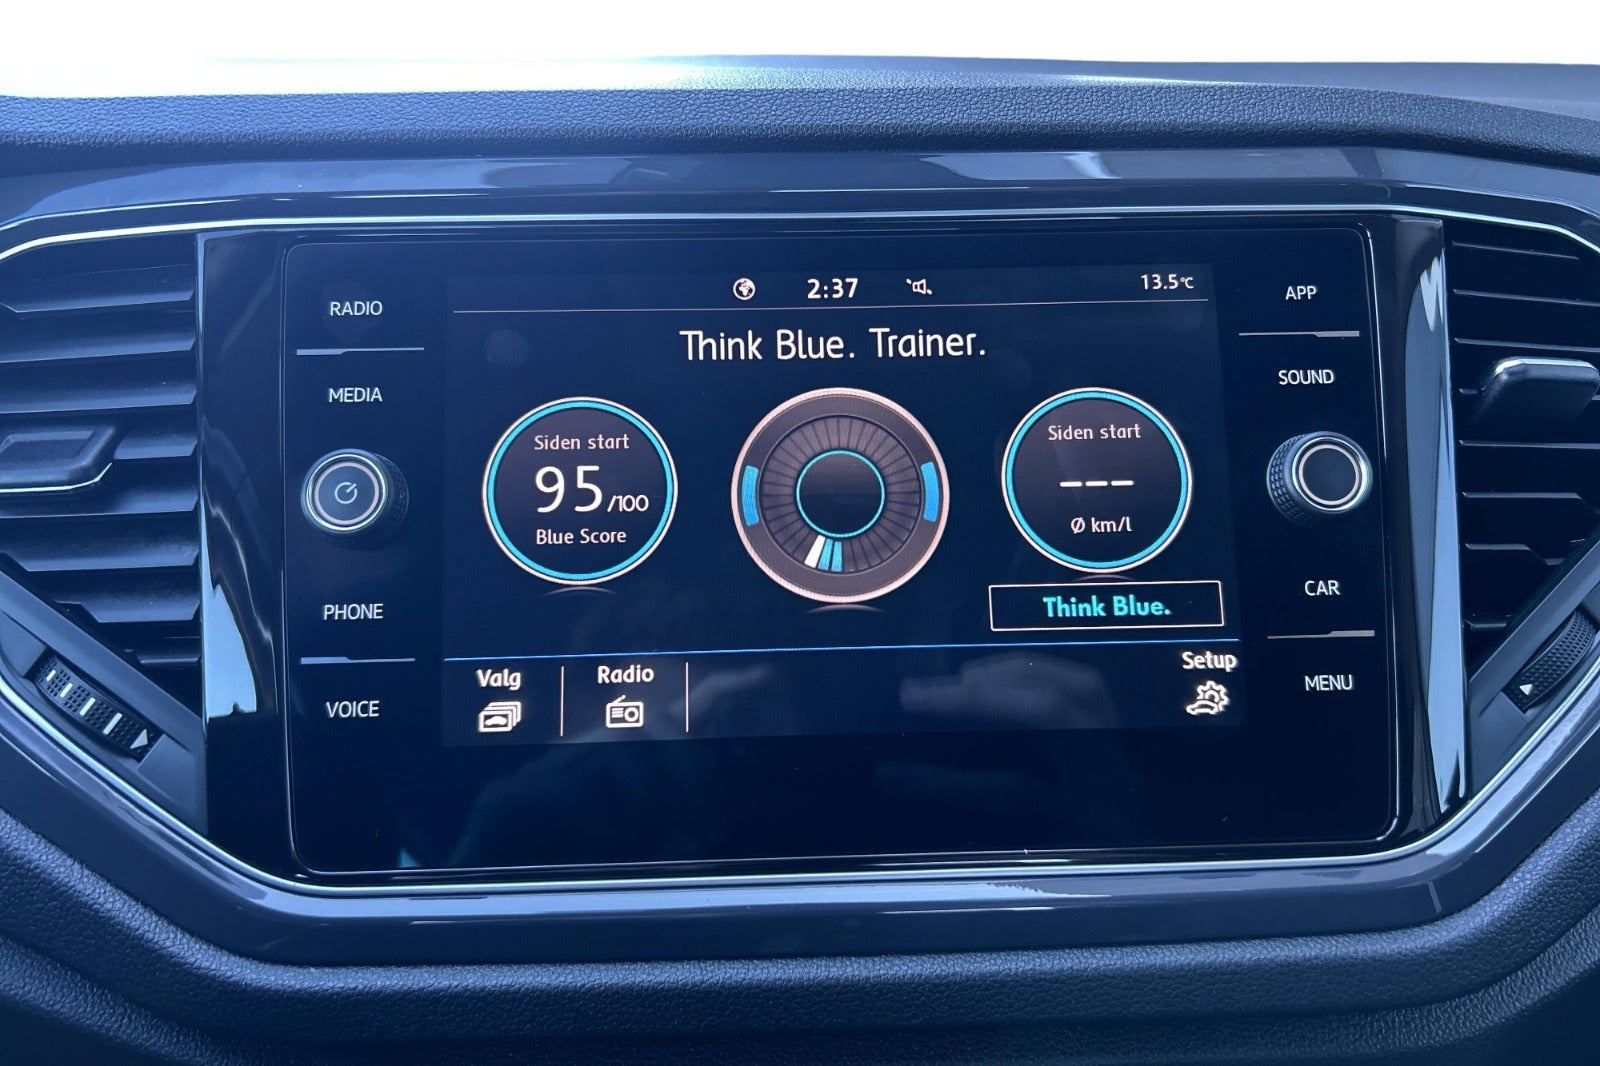 2:37
13.5°C
Think Blue. Trainer.
RADIO
MEDIA
PHONE
VOICE
Siden start
95/100
Blue Score
Siden start
---
Ø km/l
Think Blue.
Valg
Radio
Setup
APP
SOUND
CAR
MENU